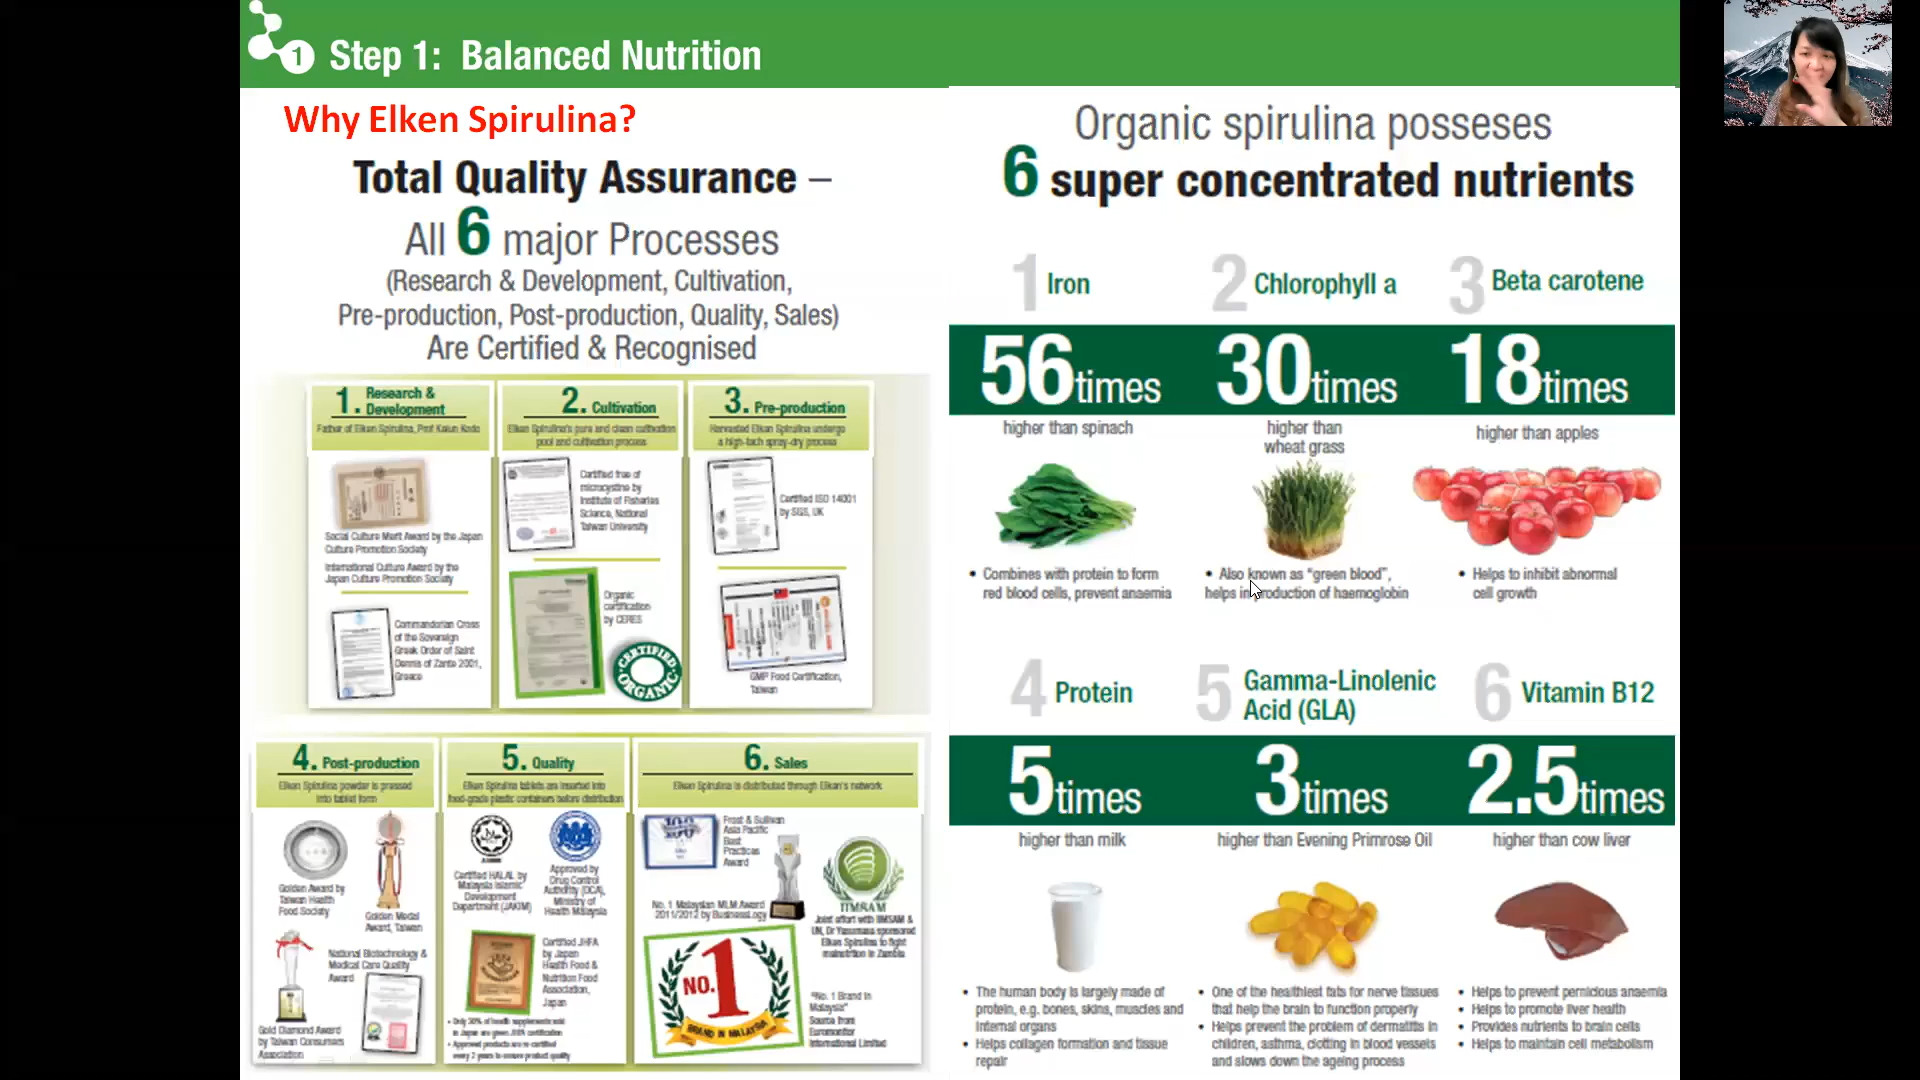 1 Step 1: Balanced Nutrition
Why Elken Spirulina?
Total Quality Assurance –
All 6 major Processes
(Research & Development, Cultivation,
Pre-production, Post-production, Quality, Sales)
Are Certified & Recognised
1. Research &
Development
Father of Elken Spirulina, Prof Kaiun Kodo
Social Culture Merit Award by the Japan
Culture Promotion Society
International Culture Award by the
Japan Culture Promotion Society
Commandorian Cross
of the Sovereign
Greek Order of Saint
Dennis of Zante 2001,
Greece
2. Cultivation
Elken Spirulina's pure and clean cultivation
pool and cultivation process
Certified free of
microcystine by
Institute of Fisheries
Science, National
Taiwan University
Organic
certification
by CERES
CERTIFIED
ORGANIC
3. Pre-production
Harvested Elken Spirulina undergo
a high-tech spray-dry process
Certified ISO 14001
by SGS, UK
GMP Food Certification,
Taiwan
4. Post-production
Elken Spirulina powder is pressed
into tablet form
Golden Award by
Taiwan Health
Food Society
Golden Medal
Award, Taiwan
National Biotechnology &
Medical Care Quality
Award
Gold Diamond Award
by Taiwan Consumers
Association
5. Quality
Elken Spirulina tablets are inserted into
food-grade plastic containers before distribution
Certified HALAL by
Malaysia Islamic
Development
Department (JAKIM)
Approved by
Drug Control
Authority (DCA),
Ministry of
Health Malaysia
Certified JHFA
by Japan
Health Food &
Nutrition Food
Association,
Japan
• Only 30% of health supplements sold
in Japan are given JHFA certification
• Approved products are re-certified
every 2 years to ensure product quality
6. Sales
Elken Spirulina is distributed through Elken's network
100
Frost & Sullivan
Asia Pacific
Best
Practices
Award
No. 1 Malaysian MLM Award
2011/2012 by BusinessLogy
IIMSAM
Joint effort with IIMSAM &
UN, Dr Yassmasa sponsored
Elken Spirulina to fight
malnutrition in Zambia
NO. 1
BRAND IN MALAYSIA
"No. 1 Brand In
Malaysia"
Source from
Euromonitor
International Limited
Organic spirulina posseses
6 super concentrated nutrients
1 Iron
56times
higher than spinach
• Combines with protein to form
red blood cells, prevent anaemia
2 Chlorophyll a
30times
higher than
wheat grass
• Also known as "green blood",
helps in production of haemoglobin
3 Beta carotene
18times
higher than apples
• Helps to inhibit abnormal
cell growth
4 Protein
5times
higher than milk
• The human body is largely made of
protein, e.g. bones, skins, muscles and
internal organs
• Helps collagen formation and tissue
repair
5 Gamma-Linolenic
Acid (GLA)
3times
higher than Evening Primrose Oil
• One of the healthiest fats for nerve tissues
that help the brain to function properly
• Helps prevent the problem of dermatitis in
children, asthma, clotting in blood vessels
and slows down the ageing process
6 Vitamin B12
2.5times
higher than cow liver
• Helps to prevent pernicious anaemia
• Helps to promote liver health
• Provides nutrients to brain cells
• Helps to maintain cell metabolism